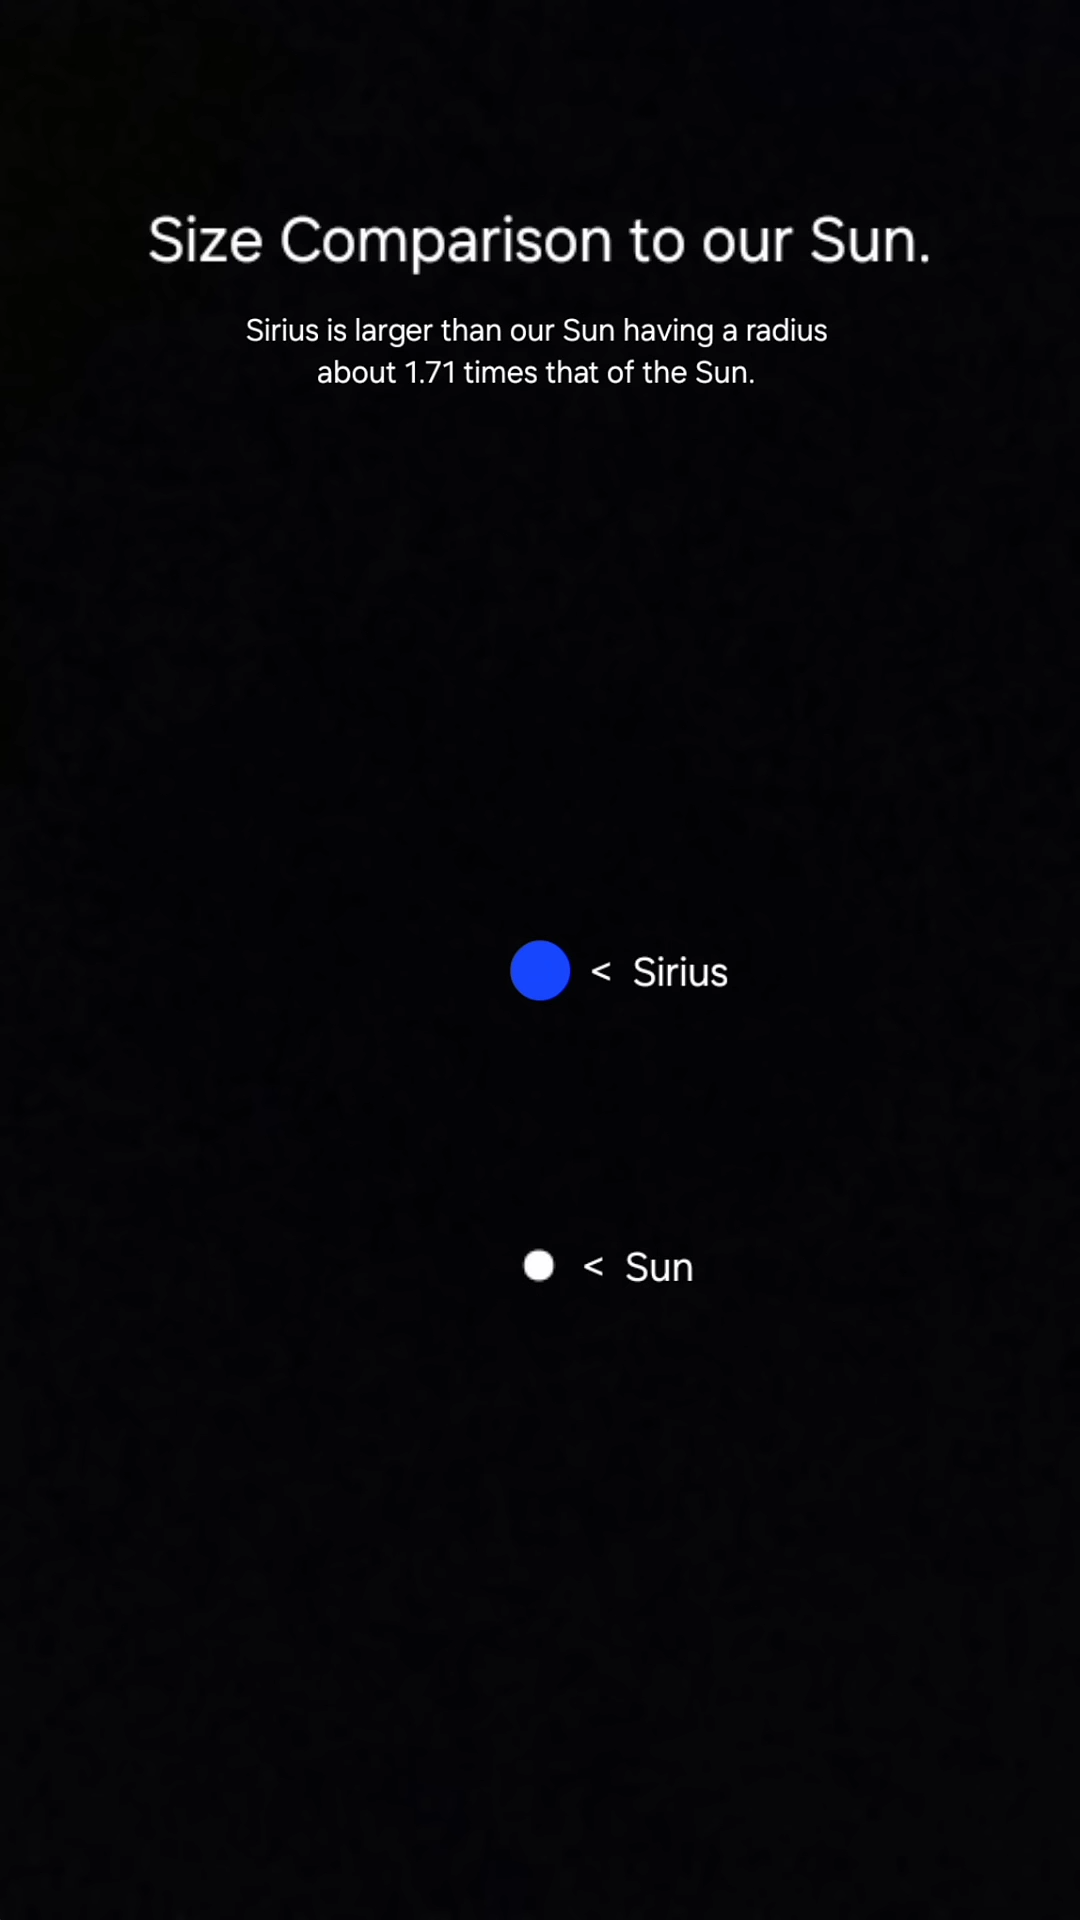 Size Comparison to our Sun.
Sirius is larger than our Sun having a radius
about 1.71 times that of the Sun.
< Sirius
< Sun